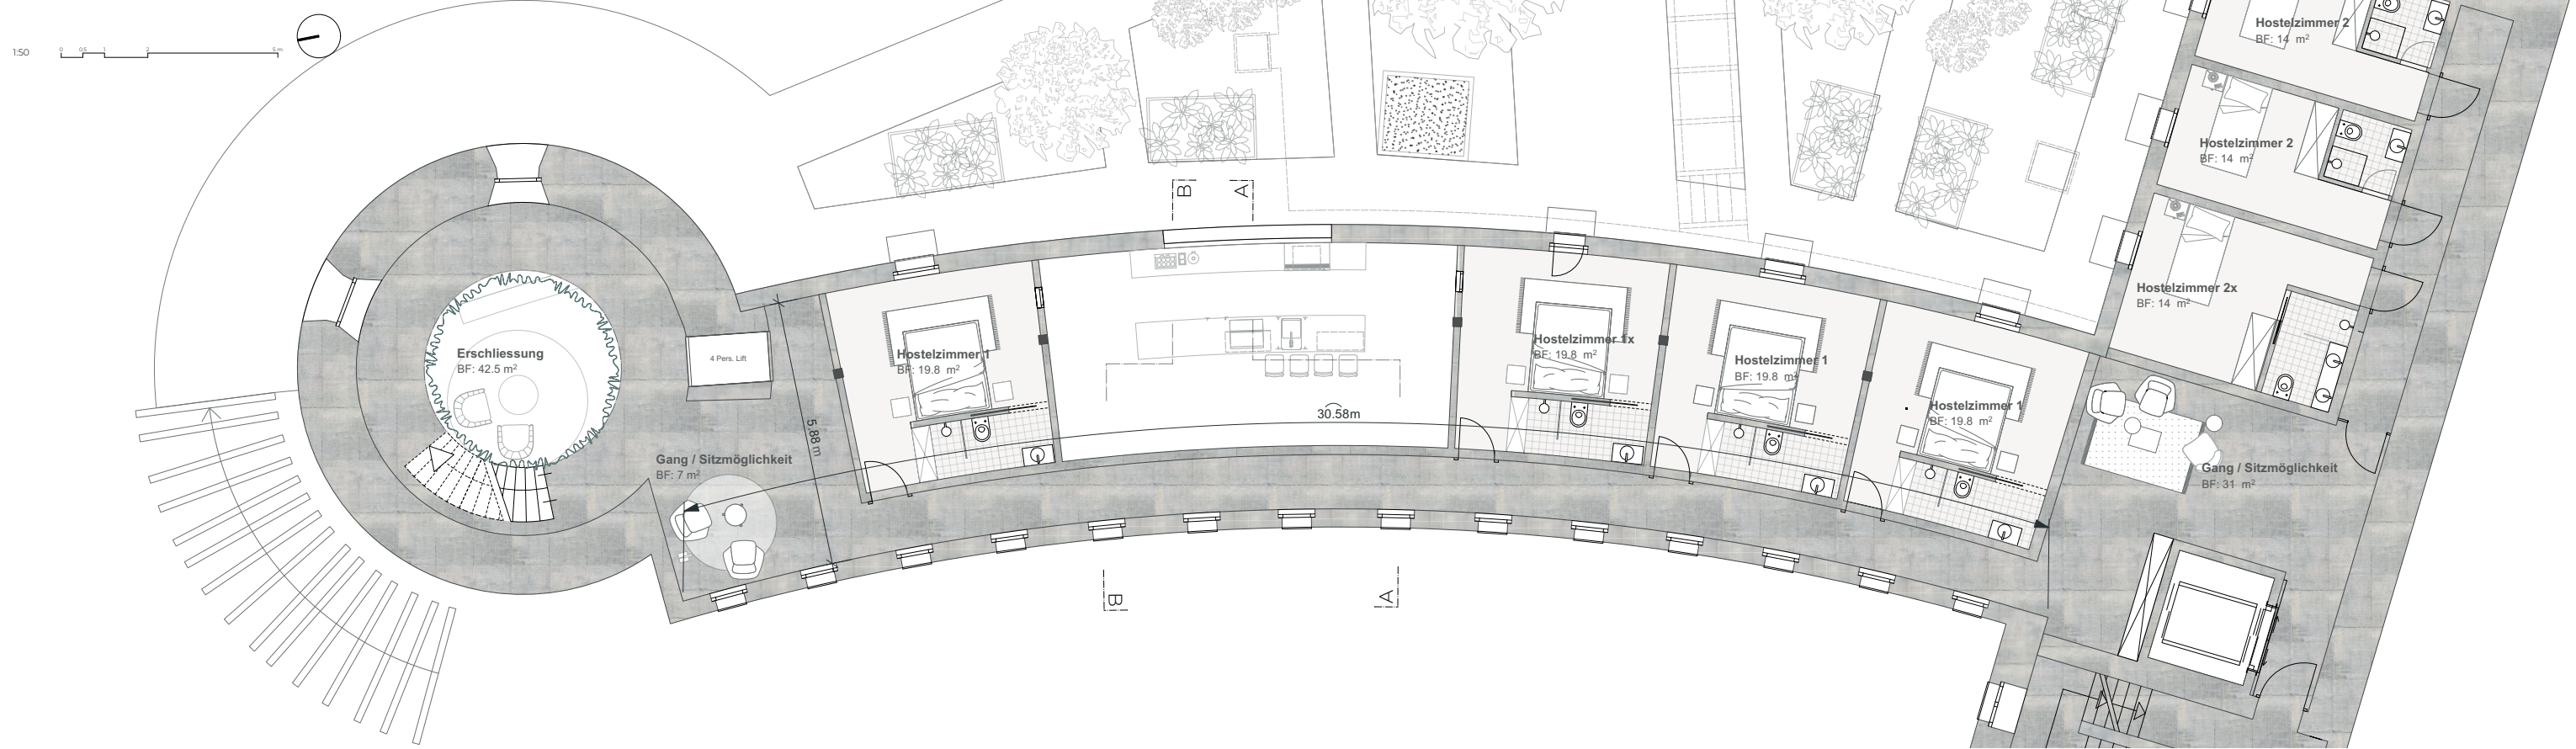 1:50
0 0.5 1 2 5 m
Hostelzimmer 2
BF: 14 m²
Hostelzimmer 2
BF: 14 m²
B A
Hostelzimmer 2x
BF: 14 m²
Erschliessung
BF: 42.5 m²
4 Pers. Lift
Hostelzimmer 1
BF: 19.8 m²
Hostelzimmer 1x
BF: 19.8 m²
Hostelzimmer 1
BF: 19.8 m²
Hostelzimmer 1
BF: 19.8 m²
30.58m
5.88 m
Gang / Sitzmöglichkeit
BF: 7 m²
Gang / Sitzmöglichkeit
BF: 31 m²
B A